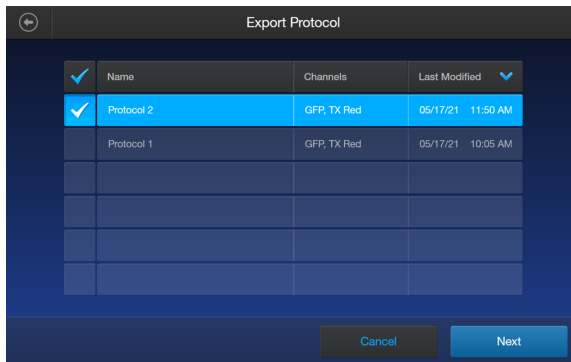 Export Protocol
Name Channels Last Modified
Protocol 2 GFP, TX Red 05/17/21 11:50 AM
Protocol 1 GFP, TX Red 05/17/21 10:05 AM
Cancel Next